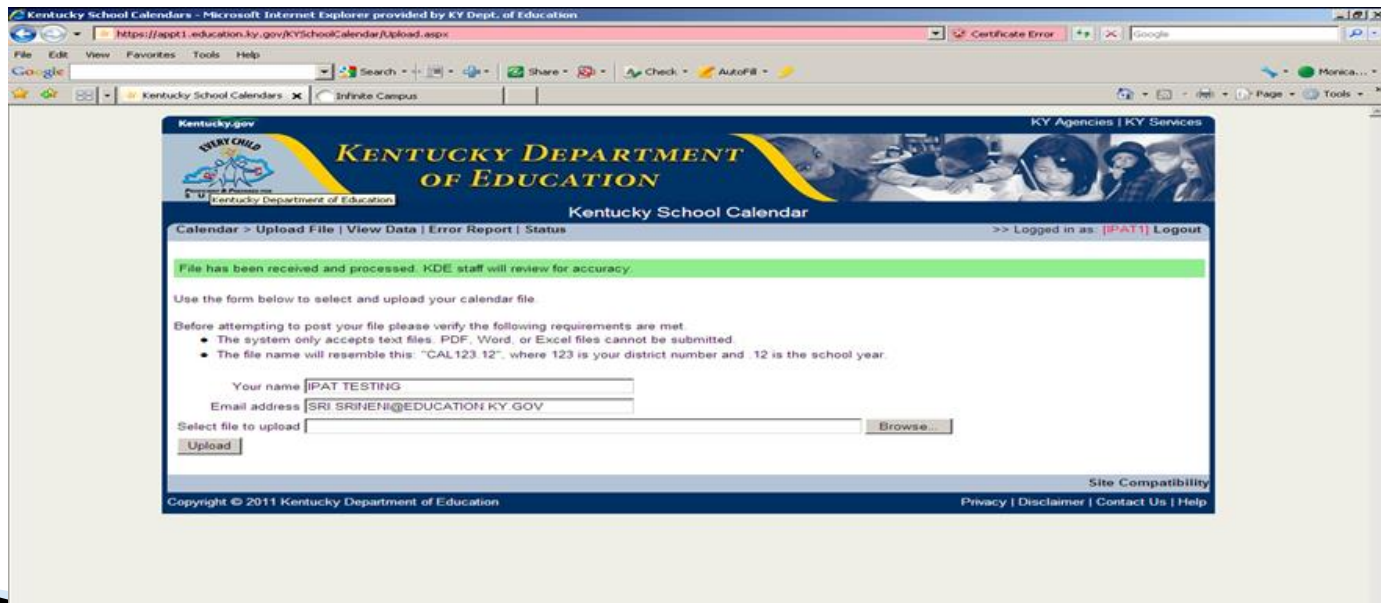 Kentucky School Calendars - Microsoft Internet Explorer provided by KY Dept. of Education
https://appt1.education.ky.gov/KYSchoolCalendar/Upload.aspx Certificate Error Google
File Edit View Favorites Tools Help
Google Search Share Check AutoFill Monica...
Kentucky School Calendars Infinite Campus Page Tools
Kentucky.gov KY Agencies | KY Services
EVERY CHILD
KENTUCKY DEPARTMENT
OF EDUCATION
Kentucky Department of Education
Kentucky School Calendar
Calendar > Upload File | View Data | Error Report | Status >> Logged in as: [IPAT1] Logout
File has been received and processed. KDE staff will review for accuracy.
Use the form below to select and upload your calendar file.
Before attempting to post your file please verify the following requirements are met.
• The system only accepts text files. PDF, Word, or Excel files cannot be submitted.
• The file name will resemble this: "CAL123.12", where 123 is your district number and .12 is the school year.
Your name IPAT TESTING
Email address SRI.SRINENI@EDUCATION.KY.GOV
Select file to upload Browse...
Upload
Site Compatibility
Copyright © 2011 Kentucky Department of Education Privacy | Disclaimer | Contact Us | Help